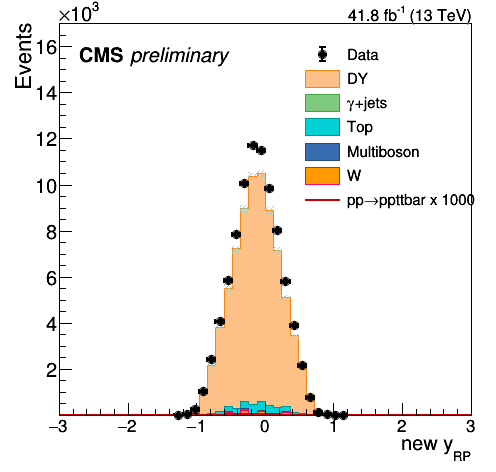 ×10³
41.8 fb⁻¹ (13 TeV)
Events
CMS preliminary
Data
DY
γ+jets
Top
Multiboson
W
pp→ppttbar x 1000
16
14
12
10
8
6
4
2
−3 −2 −1 0 1 2 3
new y_RP